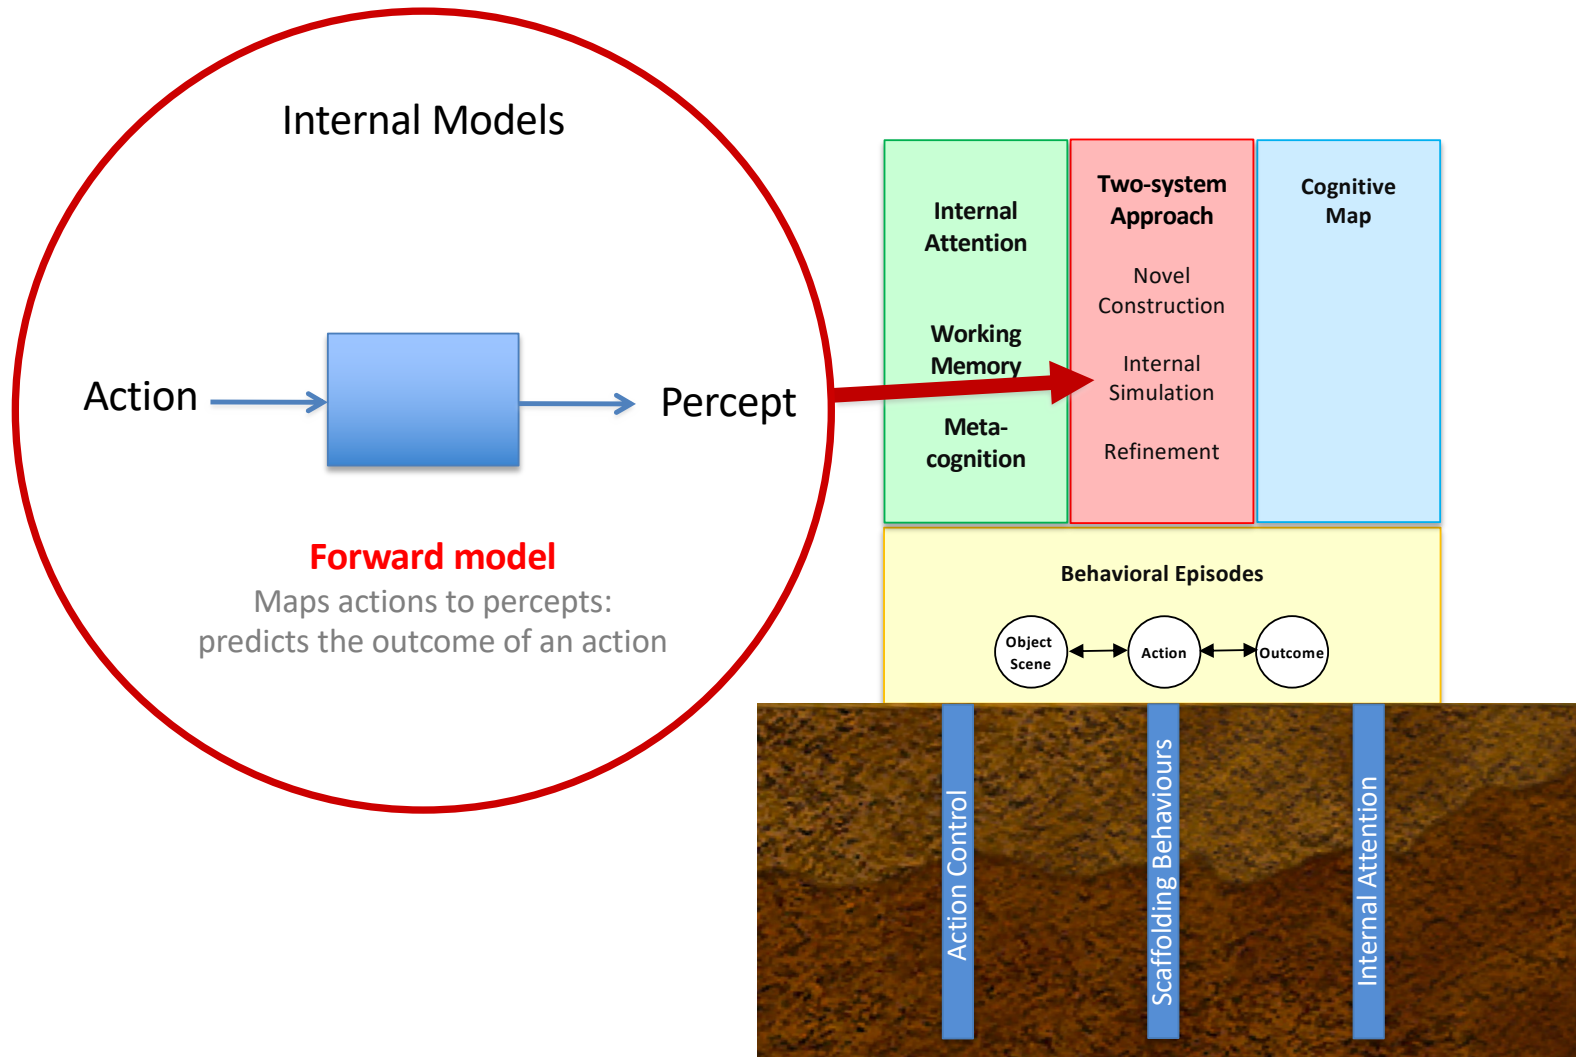 Internal Models
Action
Percept
Forward model
Maps actions to percepts:
predicts the outcome of an action
Internal
Attention
Working
Memory
Meta-
cognition
Two-system
Approach
Novel
Construction
Internal
Simulation
Refinement
Cognitive
Map
Behavioral Episodes
Object
Scene
Action
Outcome
Action Control
Scaffolding Behaviours
Internal Attention